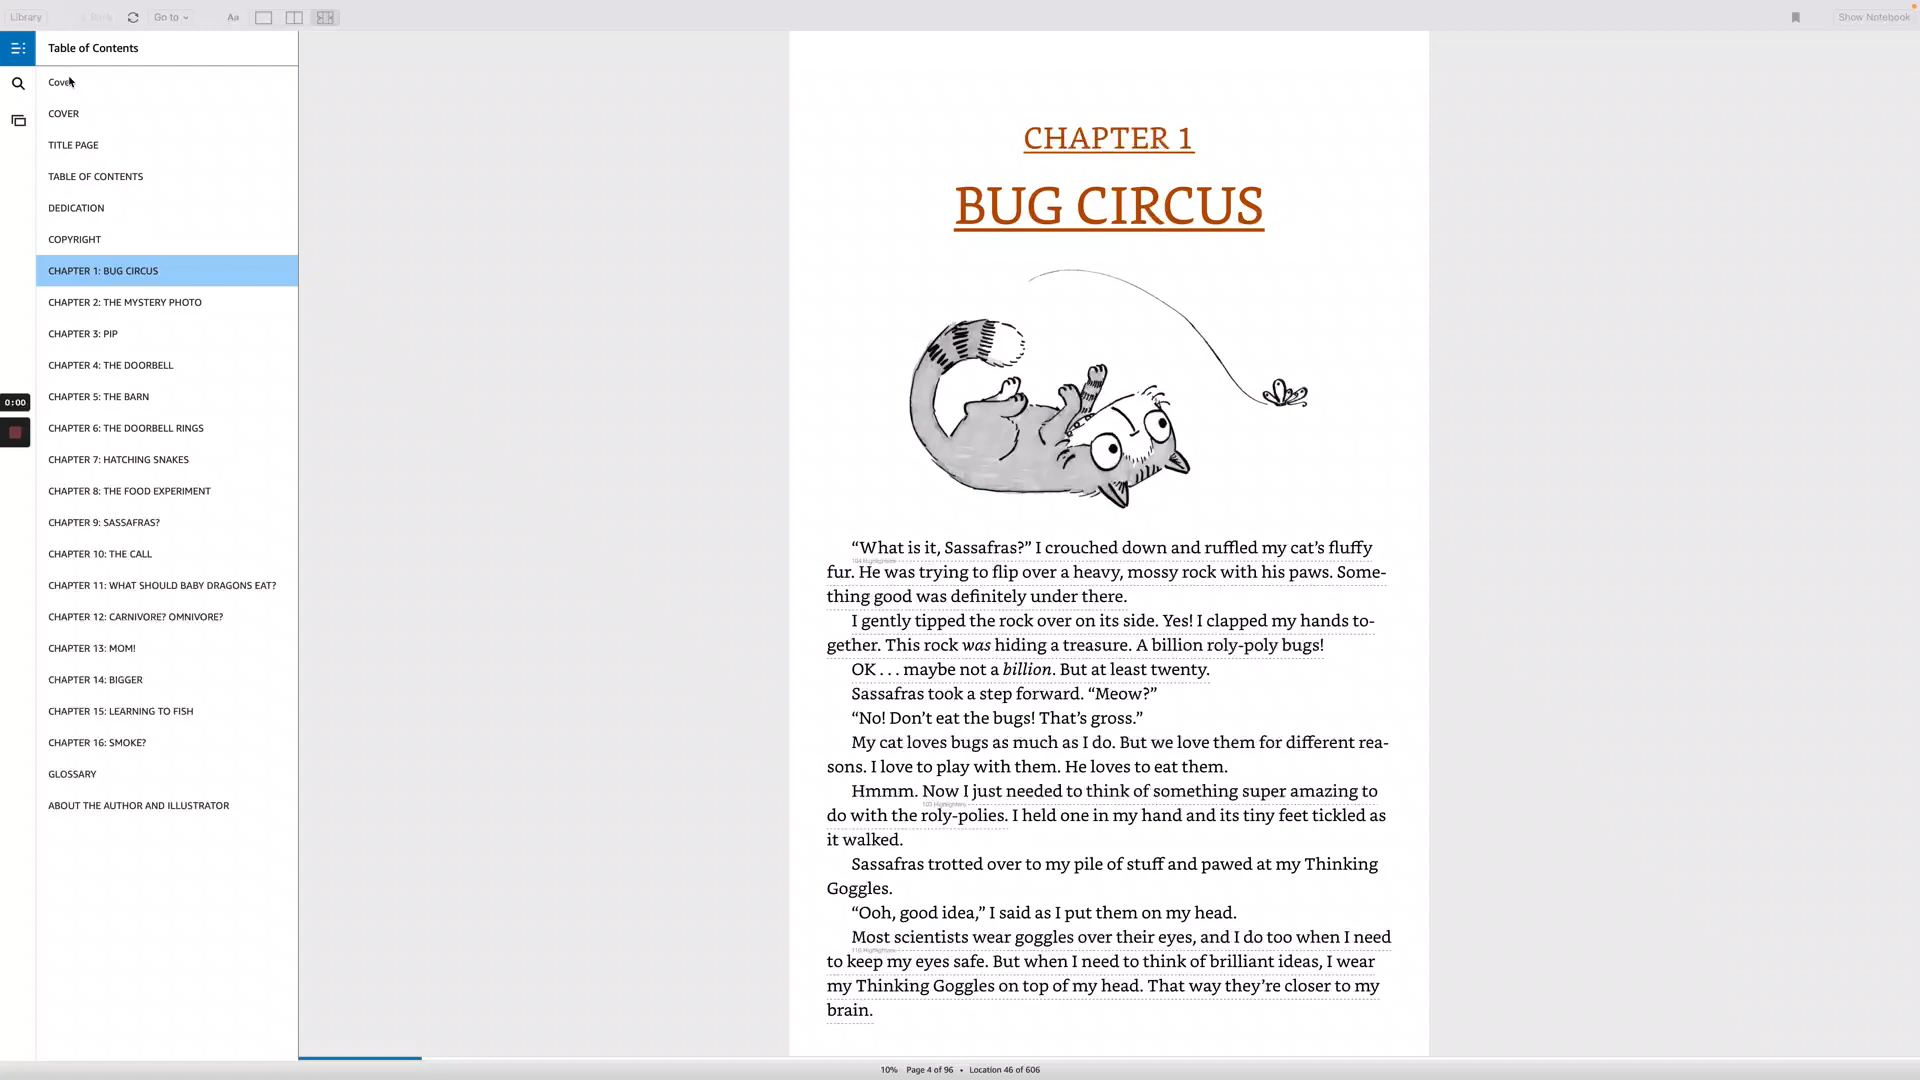 Library
Go to
Aa
Show Notebook
Table of Contents
Cover
COVER
TITLE PAGE
TABLE OF CONTENTS
DEDICATION
COPYRIGHT
CHAPTER 1: BUG CIRCUS
CHAPTER 2: THE MYSTERY PHOTO
CHAPTER 3: PIP
CHAPTER 4: THE DOORBELL
CHAPTER 5: THE BARN
CHAPTER 6: THE DOORBELL RINGS
CHAPTER 7: HATCHING SNAKES
CHAPTER 8: THE FOOD EXPERIMENT
CHAPTER 9: SASSAFRAS?
CHAPTER 10: THE CALL
CHAPTER 11: WHAT SHOULD BABY DRAGONS EAT?
CHAPTER 12: CARNIVORE? OMNIVORE?
CHAPTER 13: MOM!
CHAPTER 14: BIGGER
CHAPTER 15: LEARNING TO FISH
CHAPTER 16: SMOKE?
GLOSSARY
ABOUT THE AUTHOR AND ILLUSTRATOR
0:00
CHAPTER 1
BUG CIRCUS
“What is it, Sassafras?” I crouched down and ruffled my cat’s fluffy
104 Highlighters
fur. He was trying to flip over a heavy, mossy rock with his paws. Some-
thing good was definitely under there.
I gently tipped the rock over on its side. Yes! I clapped my hands to-
gether. This rock was hiding a treasure. A billion roly-poly bugs!
OK . . . maybe not a billion. But at least twenty.
Sassafras took a step forward. “Meow?”
“No! Don’t eat the bugs! That’s gross.”
My cat loves bugs as much as I do. But we love them for different rea-
sons. I love to play with them. He loves to eat them.
Hmmm. Now I just needed to think of something super amazing to
Highlighters
do with the roly-polies. I held one in my hand and its tiny feet tickled as
it walked.
Sassafras trotted over to my pile of stuff and pawed at my Thinking
Goggles.
“Ooh, good idea,” I said as I put them on my head.
Most scientists wear goggles over their eyes, and I do too when I need
Highlighters
to keep my eyes safe. But when I need to think of brilliant ideas, I wear
my Thinking Goggles on top of my head. That way they’re closer to my
brain.
10% Page 4 of 96 • Location 46 of 606